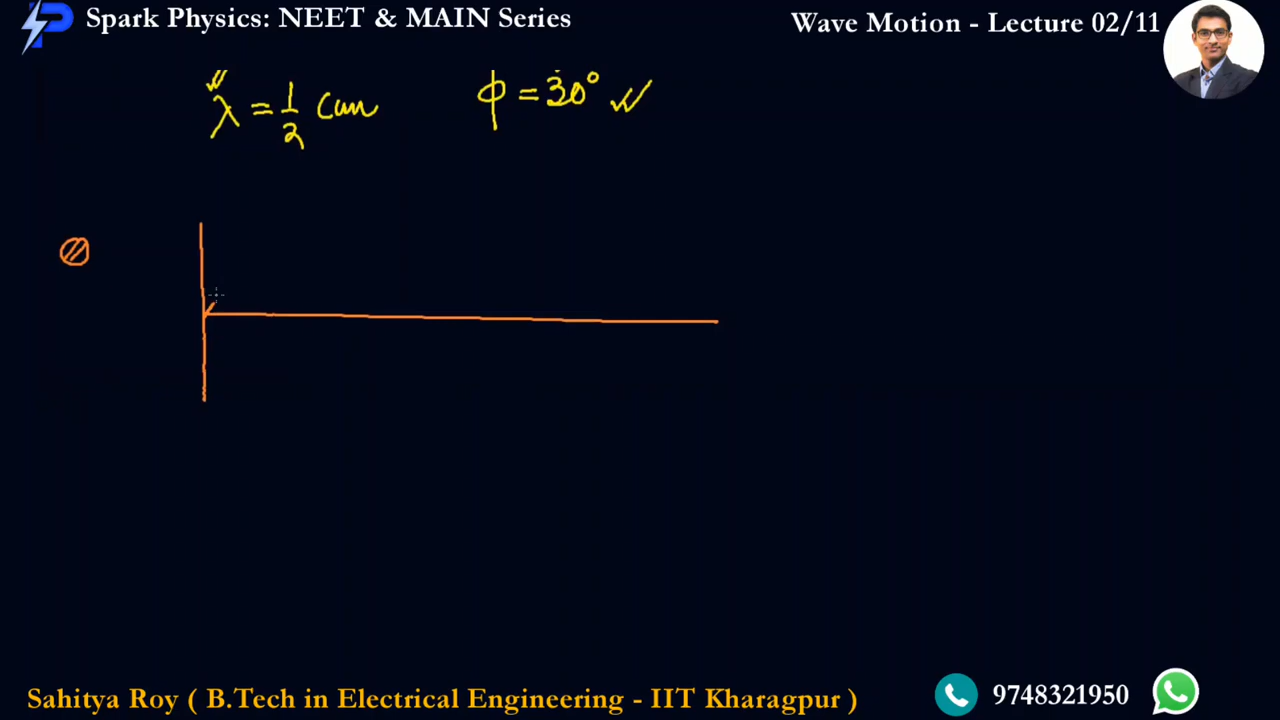 Spark Physics: NEET & MAIN Series
Wave Motion - Lecture 02/11
λ = 1/2 cm
φ = 30°
Sahitya Roy ( B.Tech in Electrical Engineering - IIT Kharagpur )
9748321950